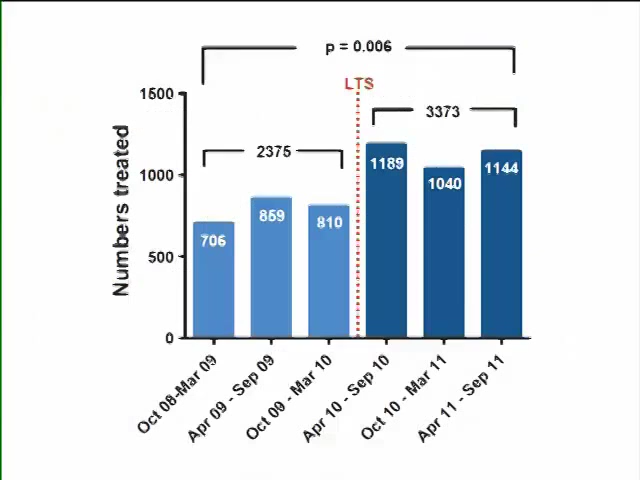 p = 0.006
LTS
1500
3373
2375
1189
1144
1040
1000
859
810
706
500
0
Numbers treated
Oct 08-Mar 09
Apr 09 - Sep 09
Oct 09 - Mar 10
Apr 10 - Sep 10
Oct 10 - Mar 11
Apr 11 - Sep 11